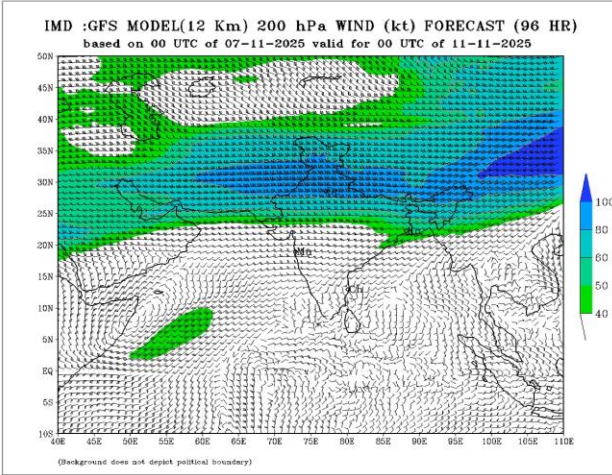 IMD :GFS MODEL(12 Km) 200 hPa WIND (kt) FORECAST (96 HR)
based on 00 UTC of 07-11-2025 valid for 00 UTC of 11-11-2025
50N
45N
40N
35N
30N
25N
20N
15N
10N
5N
EQ
5S
10S
100
80
60
50
40
Mm
Ch
40E 45E 50E 55E 60E 65E 70E 75E 80E 85E 90E 95E 100E 105E 110E
(Background does not depict political boundary)